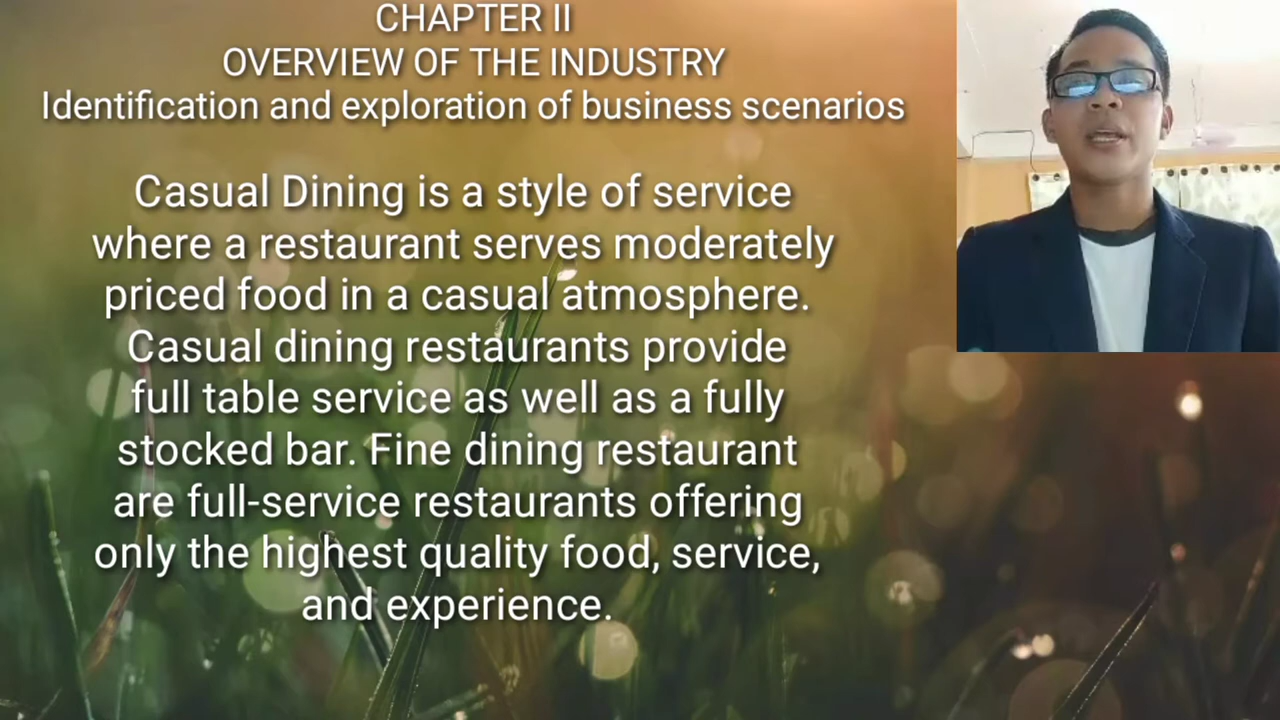 CHAPTER II
OVERVIEW OF THE INDUSTRY
Identification and exploration of business scenarios
Casual Dining is a style of service
where a restaurant serves moderately
priced food in a casual atmosphere.
Casual dining restaurants provide
full table service as well as a fully
stocked bar. Fine dining restaurant
are full-service restaurants offering
only the highest quality food, service,
and experience.